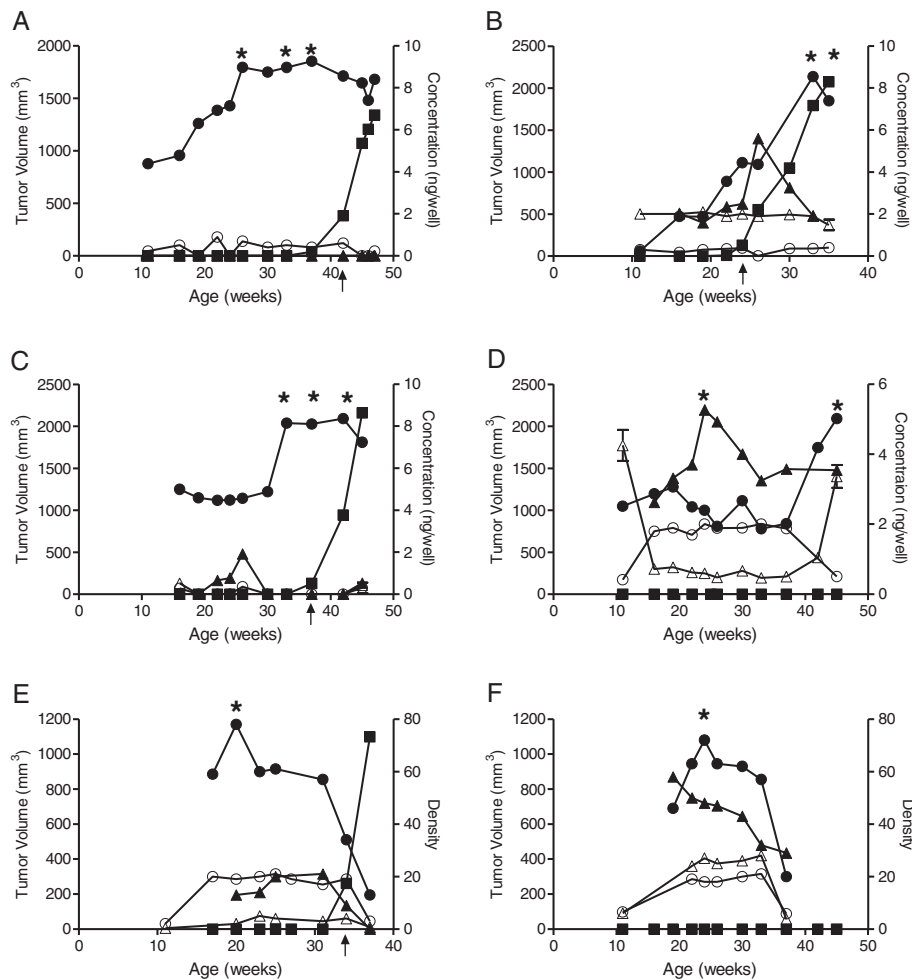 A
B
* * *
* *
Tumor Volume (mm³)
2000
1500
1000
500
0
10
8
6
4
2
0
Concentration (ng/well)
0 10 20 30 40 50
Age (weeks)
Tumor Volume (mm³)
2500
2000
1500
1000
500
0
10
8
6
4
2
0
Concentration (ng/well)
0 10 20 30 40
Age (weeks)
C
D
* * *
* *
Tumor Volume (mm³)
2500
2000
1500
1000
500
0
10
8
6
4
2
0
Concentration (ng/well)
0 10 20 30 40 50
Age (weeks)
Tumor Volume (mm³)
2500
2000
1500
1000
500
0
6
4
2
0
Concentraion (ng/well)
0 10 20 30 40 50
Age (weeks)
E
F
*
*
Tumor Volume (mm³)
1200
1000
800
600
400
200
0
80
60
40
20
0
Density
0 10 20 30 40
Age (weeks)
Tumor Volume (mm³)
1200
1000
800
600
400
200
0
80
60
40
20
0
Density
0 10 20 30 40 50
Age (weeks)